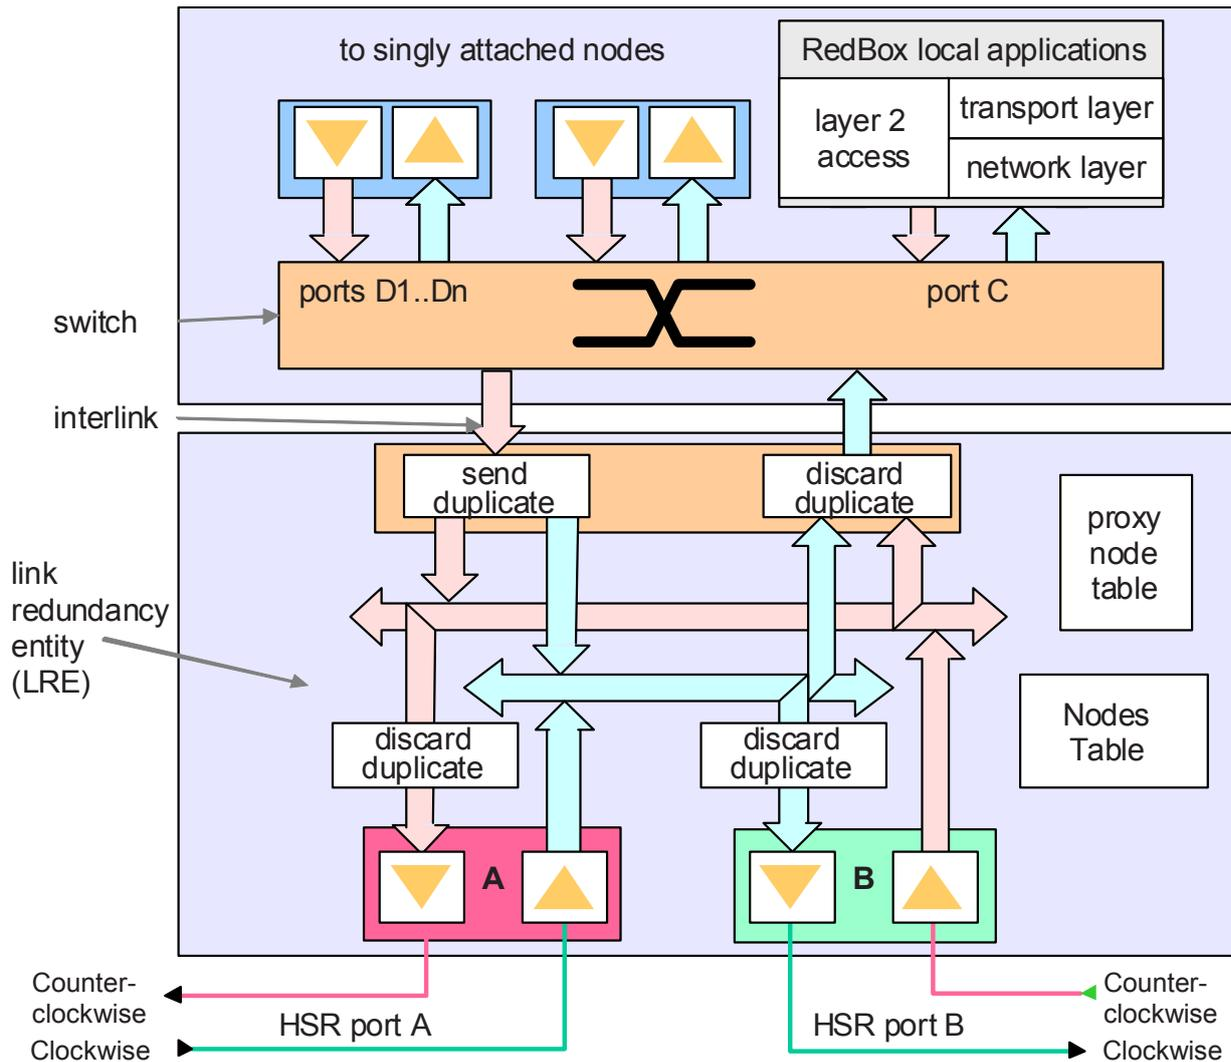 to singly attached nodes
RedBox local applications
layer 2
access
transport layer
network layer
ports D1..Dn
port C
switch
interlink
send
duplicate
discard
duplicate
proxy
node
table
link
redundancy
entity
(LRE)
Nodes
Table
discard
duplicate
discard
duplicate
A
B
Counter-
clockwise
Clockwise
HSR port A
HSR port B
Counter-
clockwise
Clockwise